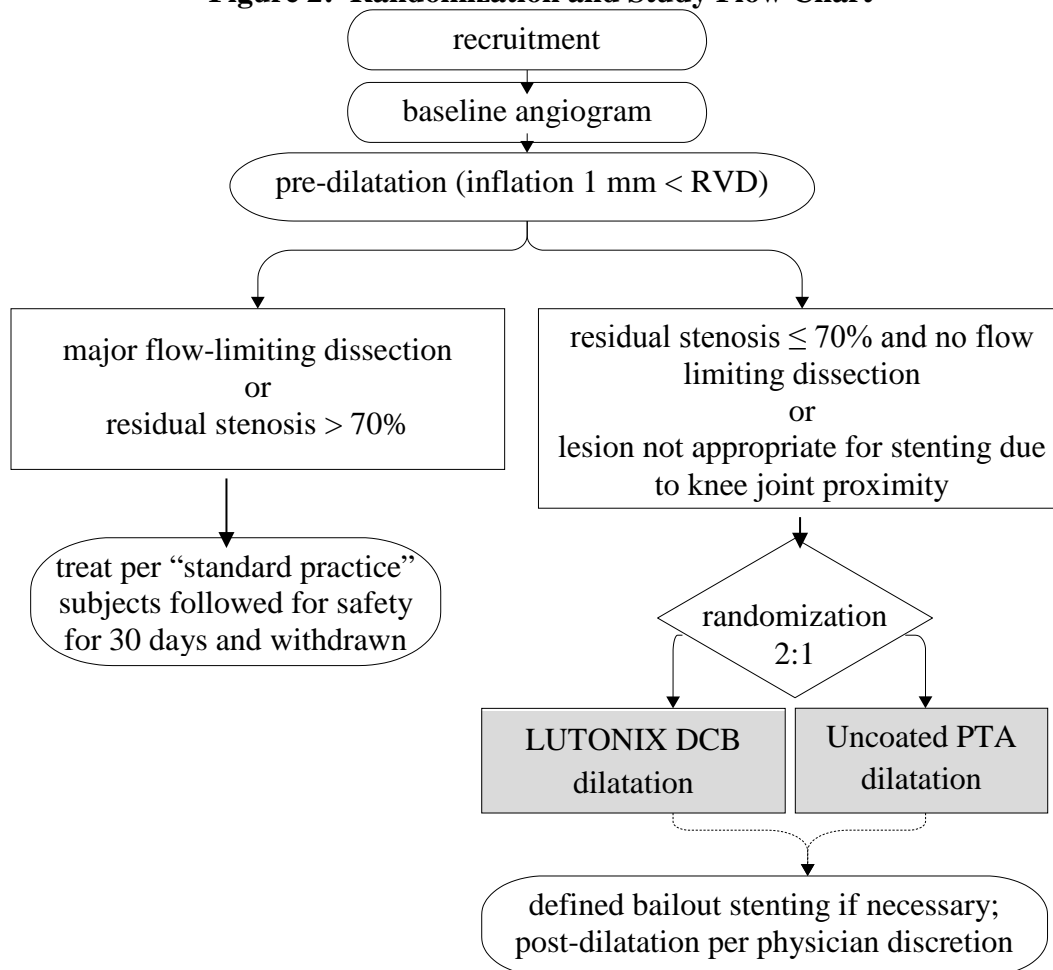 Figure 2: Randomization and Study Flow Chart
recruitment
baseline angiogram
pre-dilatation (inflation 1 mm < RVD)
major flow-limiting dissection
or
residual stenosis > 70%
residual stenosis ≤ 70% and no flow
limiting dissection
or
lesion not appropriate for stenting due
to knee joint proximity
treat per “standard practice”
subjects followed for safety
for 30 days and withdrawn
randomization
2:1
LUTONIX DCB
dilatation
Uncoated PTA
dilatation
defined bailout stenting if necessary;
post-dilatation per physician discretion